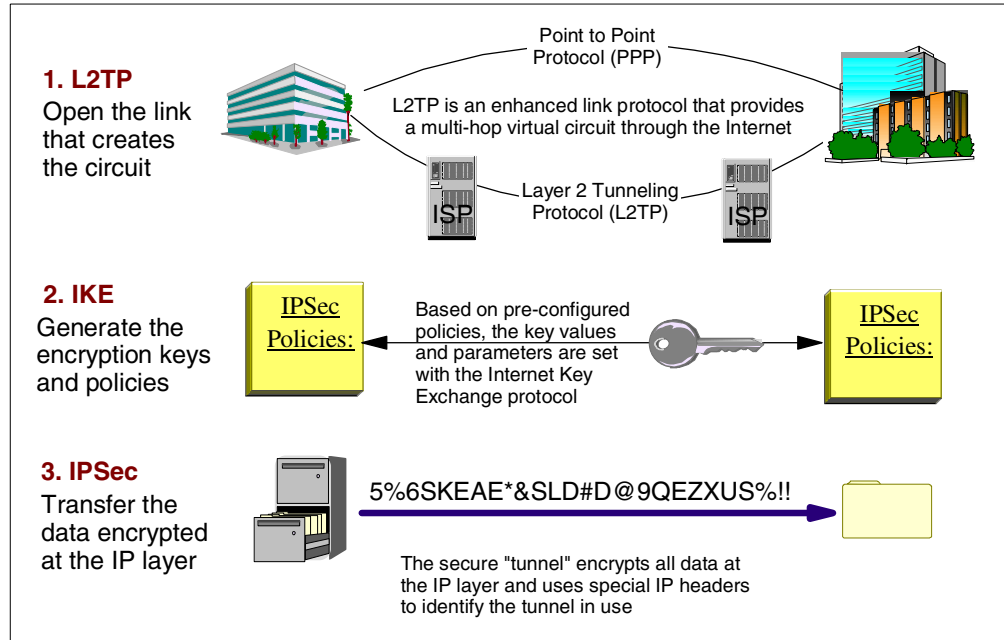 1. L2TP
Open the link
that creates
the circuit
Point to Point
Protocol (PPP)
L2TP is an enhanced link protocol that provides
a multi-hop virtual circuit through the Internet
ISP
Layer 2 Tunneling
Protocol (L2TP)
ISP
2. IKE
Generate the
encryption keys
and policies
IPSec
Policies:
Based on pre-configured
policies, the key values
and parameters are set
with the Internet Key
Exchange protocol
IPSec
Policies:
3. IPSec
Transfer the
data encrypted
at the IP layer
5%6SKEAE*&SLD#D@9QEZXUS%!!
The secure "tunnel" encrypts all data at
the IP layer and uses special IP headers
to identify the tunnel in use